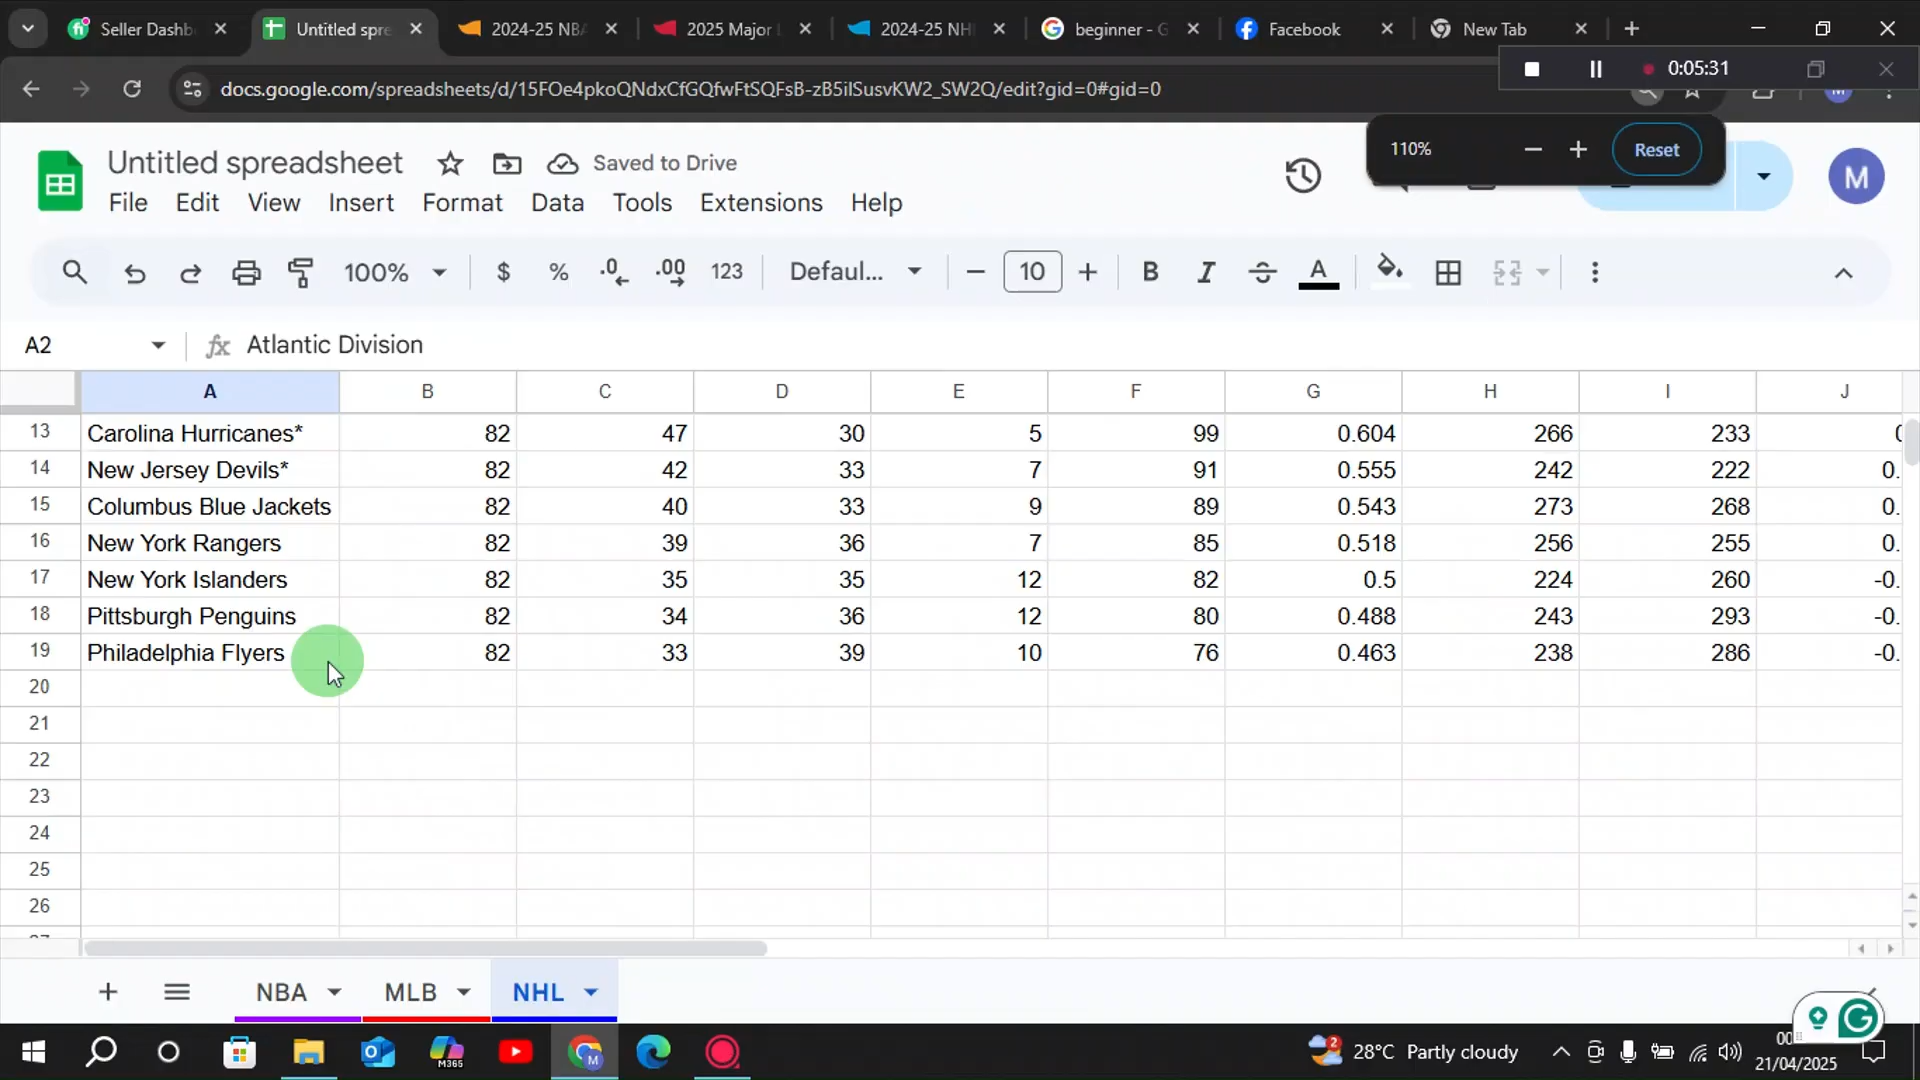 Seller Dashb
Untitled spre
2024-25 NBA
2025 Major
2024-25 NH
beginner - G
Facebook
New Tab
0:05:31
docs.google.com/spreadsheets/d/15FOe4pkoQNdxCfGQfwFtSQFsB-zB5ilSusvKW2_SW2Q/edit?gid=0#gid=0
110%
Reset
Untitled spreadsheet
Saved to Drive
M
File Edit View Insert Format Data Tools Extensions Help
100% $ % .0 .00 123 Defaul... 10 B I A
A2 fx Atlantic Division
A B C D E F G H I J
13 Carolina Hurricanes* 82 47 30 5 99 0.604 266 233
14 New Jersey Devils* 82 42 33 7 91 0.555 242 222 0.
15 Columbus Blue Jackets 82 40 33 9 89 0.543 273 268 0.
16 New York Rangers 82 39 36 7 85 0.518 256 255 0.
17 New York Islanders 82 35 35 12 82 0.5 224 260 -0.
18 Pittsburgh Penguins 82 34 36 12 80 0.488 243 293 -0.
19 Philadelphia Flyers 82 33 39 10 76 0.463 238 286 -0.
20
21
22
23
24
25
26
NBA MLB NHL
M365
2
28°C Partly cloudy
21/04/2025